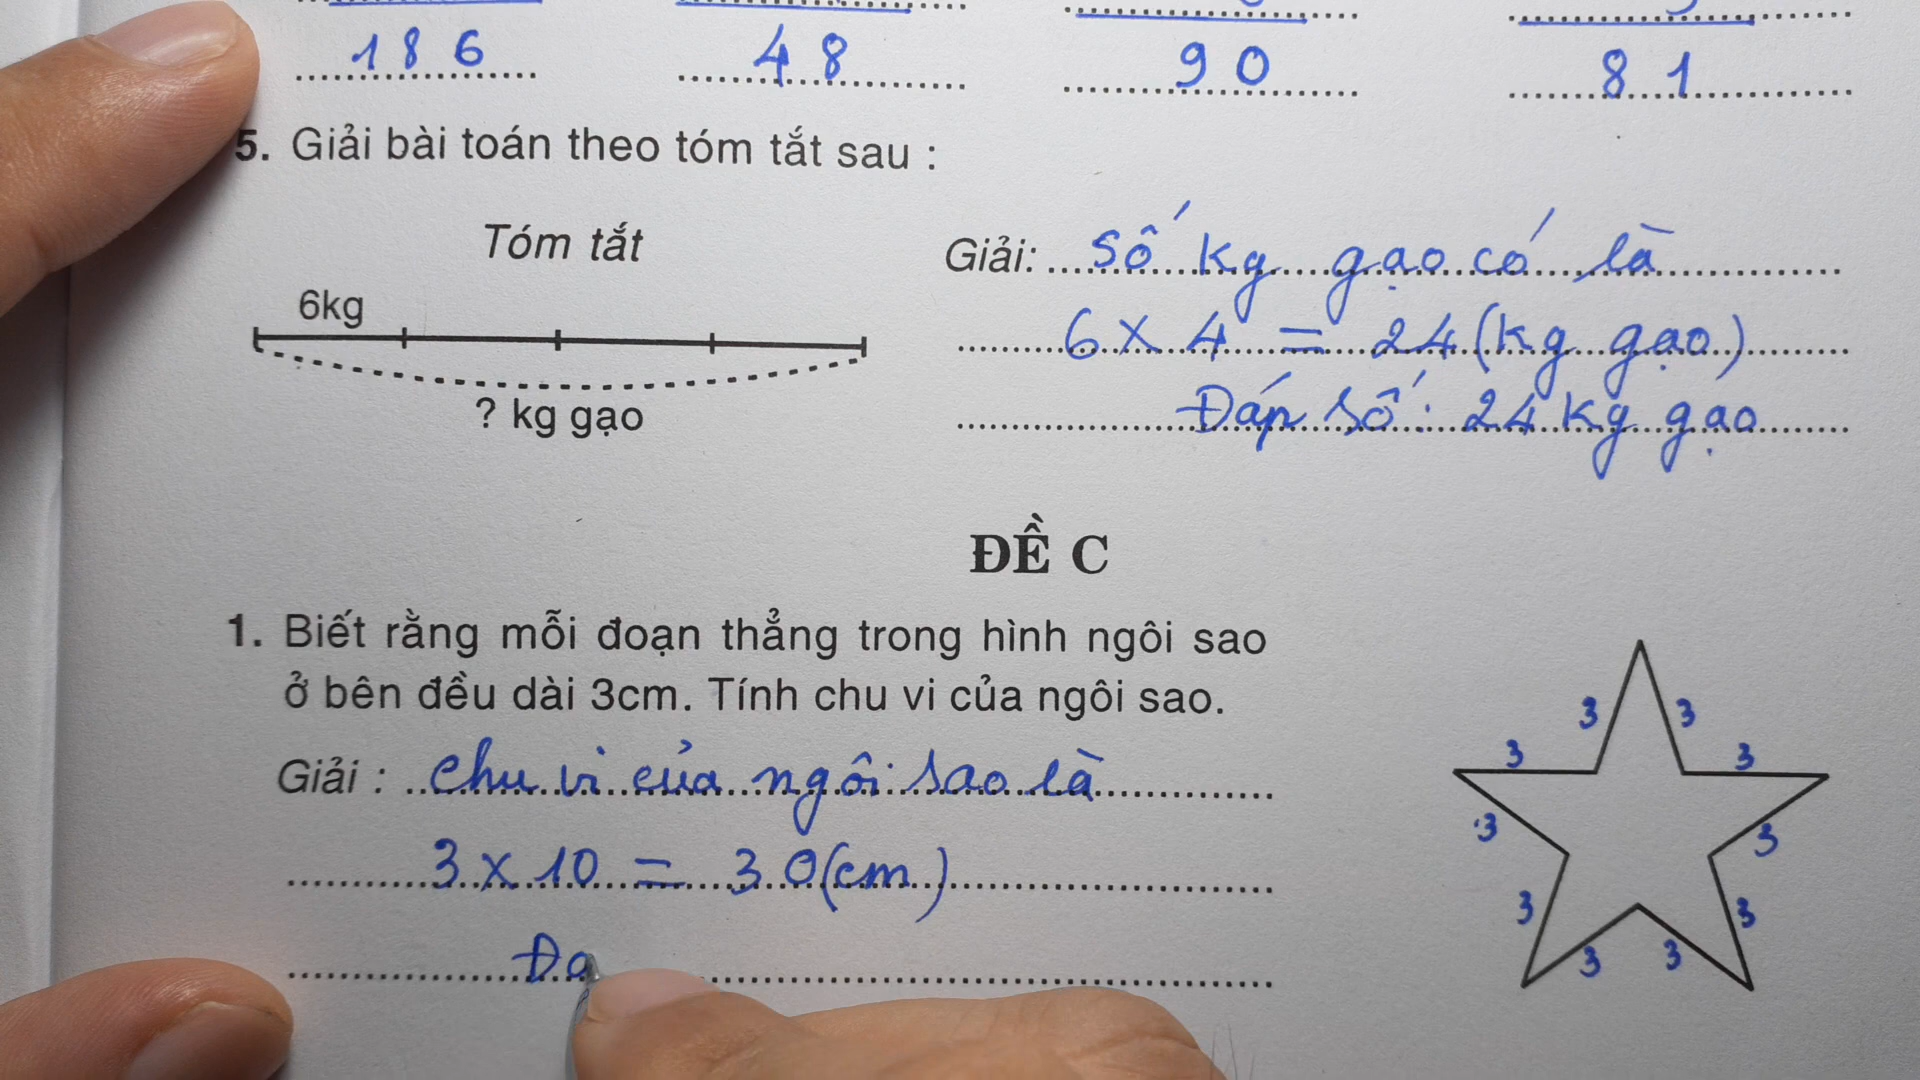 186 48 90 81
5. Giải bài toán theo tóm tắt sau :
Tóm tắt
6kg
? kg gạo
Giải: Số kg gạo có là
6 x 4 = 24 (kg gạo)
Đáp số: 24 kg gạo
ĐỀ C
1. Biết rằng mỗi đoạn thẳng trong hình ngôi sao
ở bên đều dài 3cm. Tính chu vi của ngôi sao.
Giải : chu vi của ngôi sao là
3 x 10 = 30 (cm)
Đa
3 3
3 3
3 3
3 3
3 3